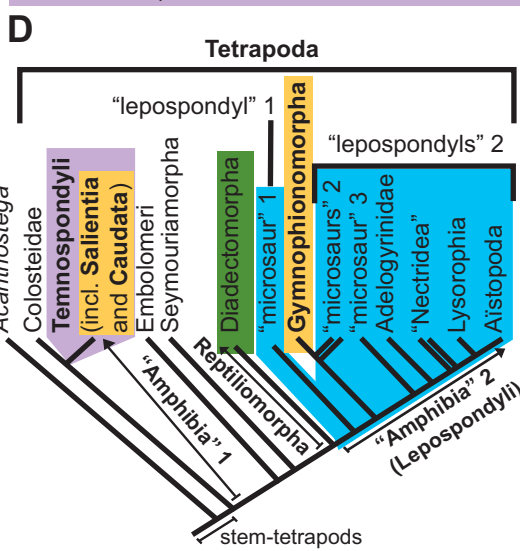 D
Tetrapoda
"lepospondyl" 1
"lepospondyls" 2
Acanthostega
Colosteidae
Temnospondyli
(incl. Salientia
and Caudata)
Embolomeri
Seymouriamorpha
Diadectomorpha
"microsaur" 1
Gymnophionomorpha
"microsaurs" 2
"microsaur" 3
Adelogyrinidae
"Nectridea"
Lysorophia
Aïstopoda
"Amphibia" 1
Reptiliomorpha
"Amphibia" 2
(Lepospondyli)
stem-tetrapods